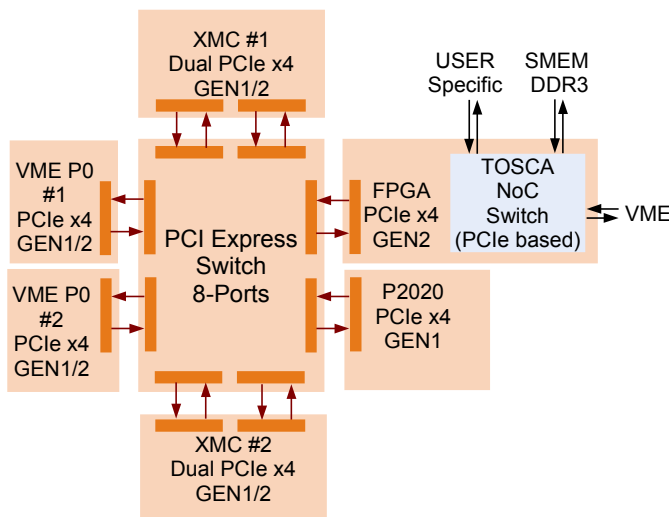 XMC #1
Dual PCIe x4
GEN1/2
USER
Specific
SMEM
DDR3
VME P0
#1
PCIe x4
GEN1/2
PCI Express
Switch
8-Ports
FPGA
PCIe x4
GEN2
TOSCA
NoC
Switch
(PCIe based)
VME
VME P0
#2
PCIe x4
GEN1/2
P2020
PCIe x4
GEN1
XMC #2
Dual PCIe x4
GEN1/2